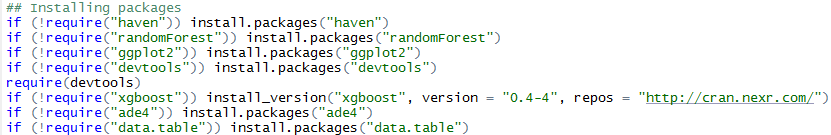 ## Installing packages
if (!require("haven")) install.packages("haven")
if (!require("randomForest")) install.packages("randomForest")
if (!require("ggplot2")) install.packages("ggplot2")
if (!require("devtools")) install.packages("devtools")
require(devtools)
if (!require("xgboost")) install_version("xgboost", version = "0.4-4", repos = "http://cran.nexr.com/")
if (!require("ade4")) install.packages("ade4")
if (!require("data.table")) install.packages("data.table")